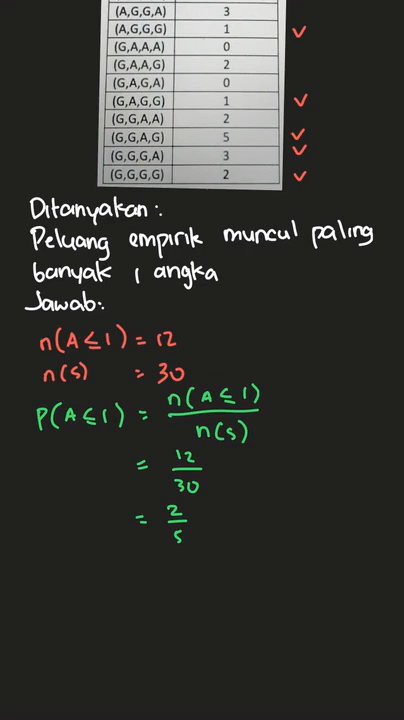 (A,G,G,A) 3
(A,G,G,G) 1
(G,A,A,A) 0
(G,A,A,G) 2
(G,A,G,A) 0
(G,A,G,G) 1
(G,G,A,A) 2
(G,G,A,G) 5
(G,G,G,A) 3
(G,G,G,G) 2
Ditanyakan:
Peluang empirik muncul paling
banyak 1 angka
Jawab:
n(A ≤ 1) = 12
n(s) = 30
P(A ≤ 1) = n(A ≤ 1)
n(s)
= 12
30
= 2
5